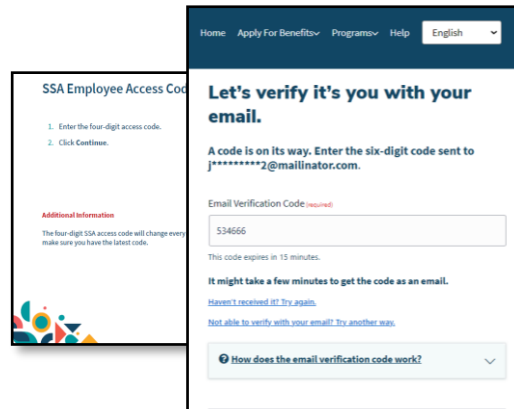 SSA Employee Access Cod
1. Enter the four-digit access code.
2. Click Continue.
Additional Information
The four-digit SSA access code will change every
make sure you have the latest code.
Home Apply For Benefits Programs Help English
Let's verify it's you with your
email.
A code is on its way. Enter the six-digit code sent to
j*********2@mailinator.com.
Email Verification Code (required)
534666
This code expires in 15 minutes.
It might take a few minutes to get the code as an email.
Haven't received it? Try again.
Not able to verify with your email? Try another way.
How does the email verification code work?